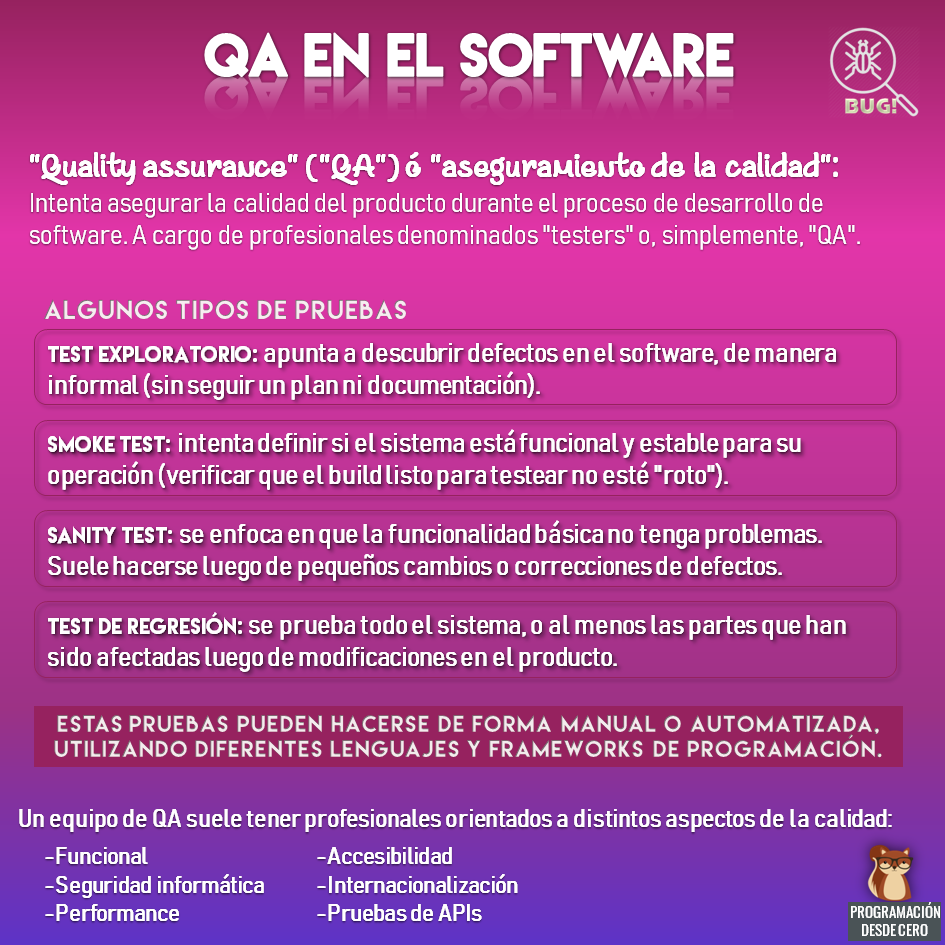 QA EN EL SOFTWARE
BUG!
"Quality assurance" ("QA") ó "aseguramiento de la calidad":
Intenta asegurar la calidad del producto durante el proceso de desarrollo de
software. A cargo de profesionales denominados "testers" o, simplemente, "QA".
ALGUNOS TIPOS DE PRUEBAS
TEST EXPLORATORIO: apunta a descubrir defectos en el software, de manera
informal (sin seguir un plan ni documentación).
SMOKE TEST: intenta definir si el sistema está funcional y estable para su
operación (verificar que el build listo para testear no esté "roto").
SANITY TEST: se enfoca en que la funcionalidad básica no tenga problemas.
Suele hacerse luego de pequeños cambios o correcciones de defectos.
TEST DE REGRESIÓN: se prueba todo el sistema, o al menos las partes que han
sido afectadas luego de modificaciones en el producto.
ESTAS PRUEBAS PUEDEN HACERSE DE FORMA MANUAL O AUTOMATIZADA,
UTILIZANDO DIFERENTES LENGUAJES Y FRAMEWORKS DE PROGRAMACIÓN.
Un equipo de QA suele tener profesionales orientados a distintos aspectos de la calidad:
-Funcional
-Seguridad informática
-Performance
-Accesibilidad
-Internacionalización
-Pruebas de APIs
PROGRAMACIÓN
DESDE CERO